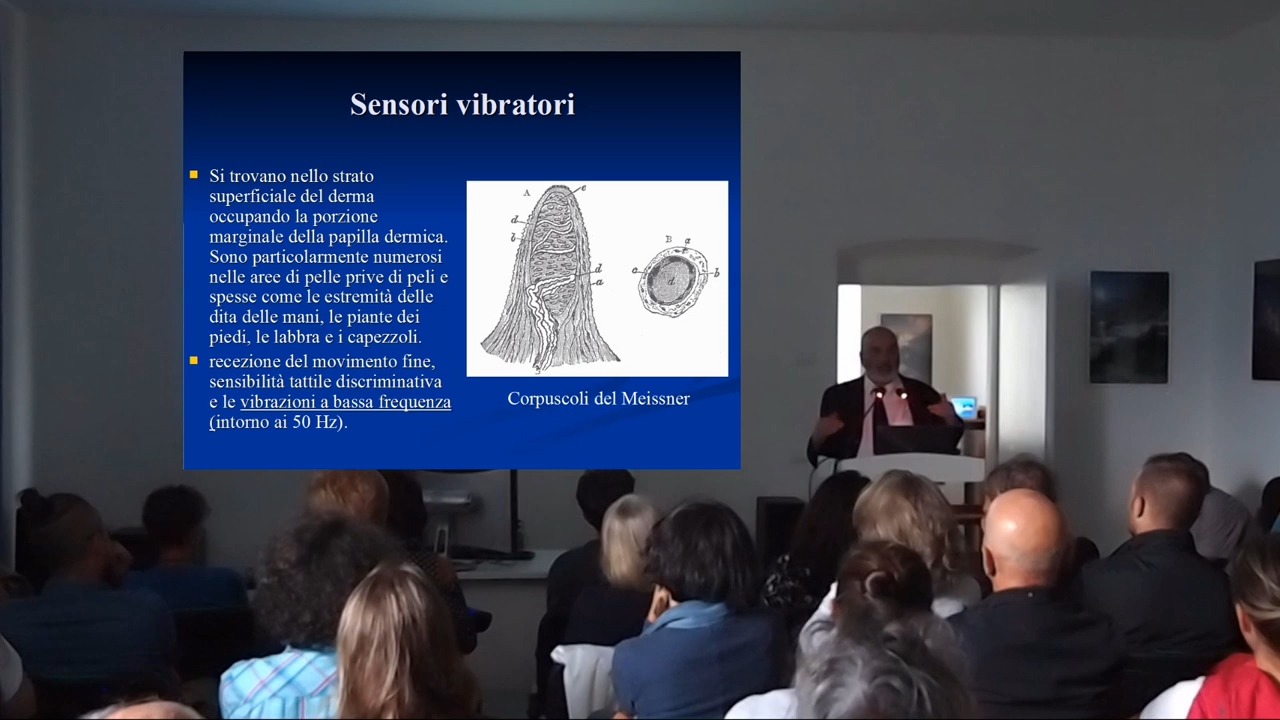 Sensori vibratori
Si trovano nello strato
superficiale del derma
occupando la porzione
marginale della papilla dermica.
Sono particolarmente numerosi
nelle aree di pelle prive di peli e
spesse come le estremità delle
dita delle mani, le piante dei
piedi, le labbra e i capezzoli.
recezione del movimento fine,
sensibilità tattile discriminativa
e le vibrazioni a bassa frequenza
(intorno ai 50 Hz).
A
e
d
b
d
a
B
a
c
b
d
Corpuscoli del Meissner